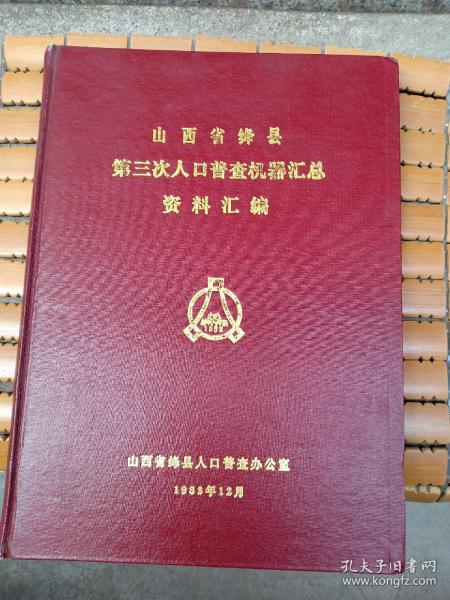 山西省绛县
第三次人口普查机器汇总
资料汇编
1982
山西省绛县人口普查办公室
1983年12月
孔夫子旧书网
www.kongfz.com